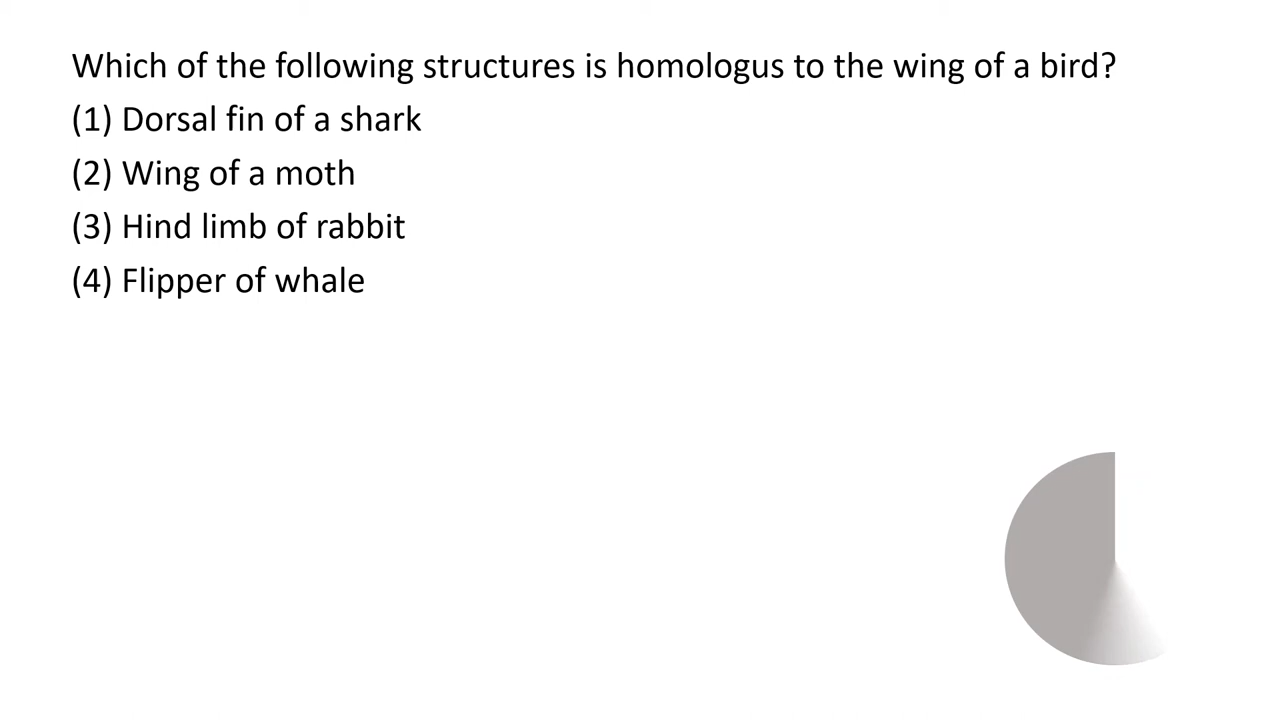 Which of the following structures is homologus to the wing of a bird?
(1) Dorsal fin of a shark
(2) Wing of a moth
(3) Hind limb of rabbit
(4) Flipper of whale